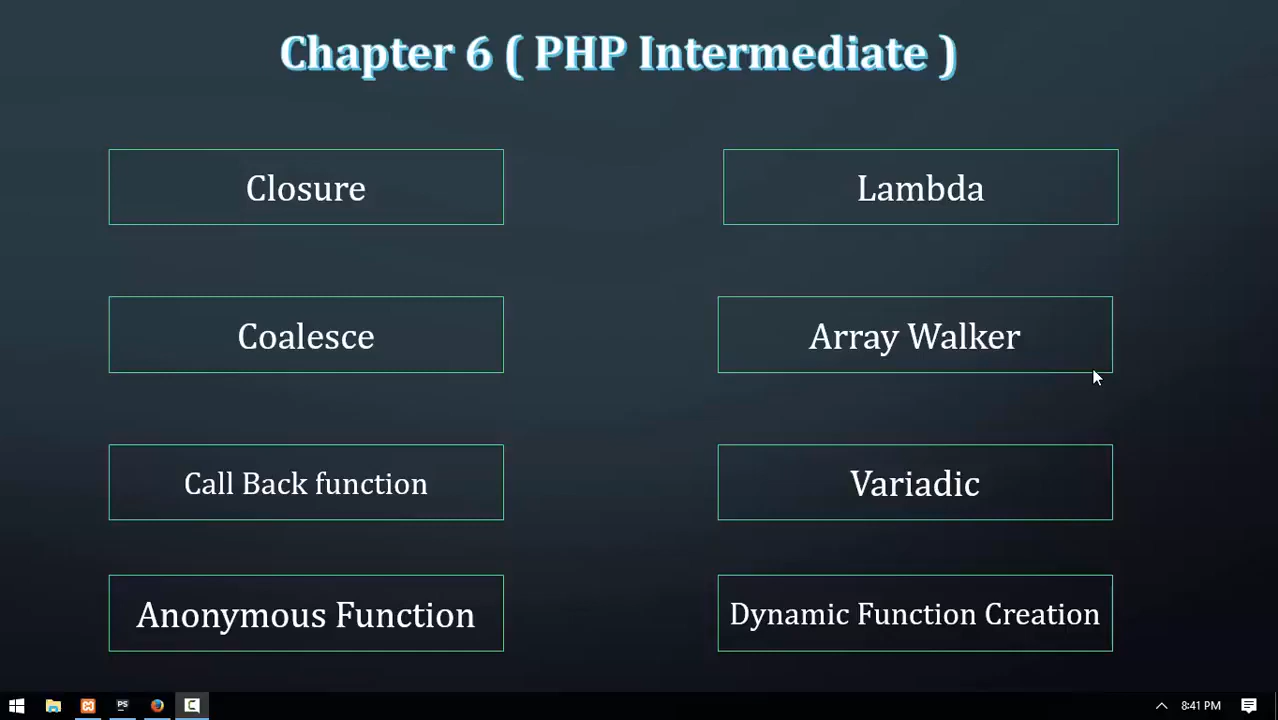 Chapter 6 ( PHP Intermediate )
Closure
Lambda
Coalesce
Array Walker
Call Back function
Variadic
Anonymous Function
Dynamic Function Creation
PS
8:41 PM